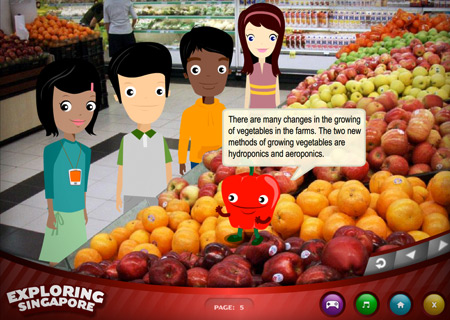 There are many changes in the growing
of vegetables in the farms. The two new
methods of growing vegetables are
hydroponics and aeroponics.
EXPLORING
SINGAPORE
PAGE: 5
X